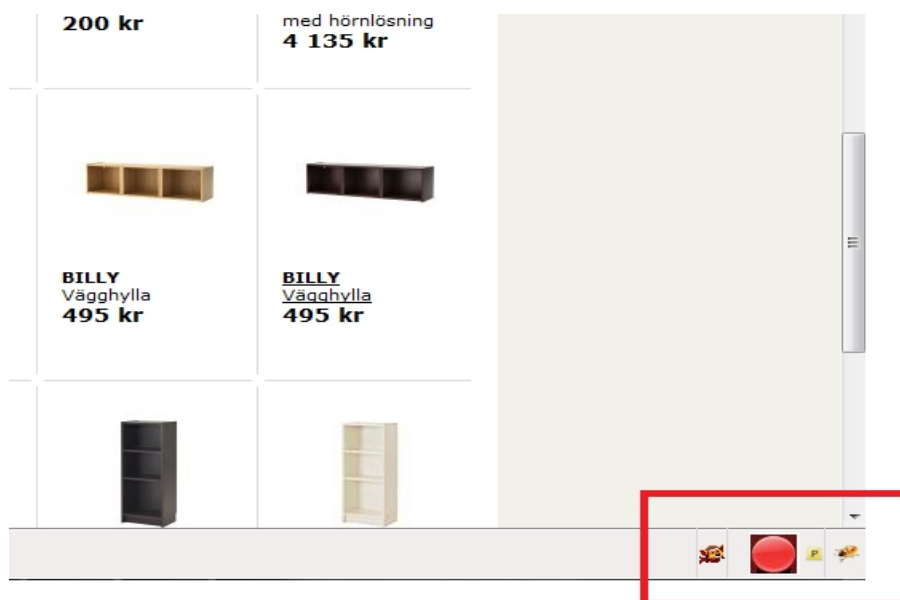 200 kr
med hörnlösning
4 135 kr
BILLY
Vägghylla
495 kr
BILLY
Vägghylla
495 kr
P